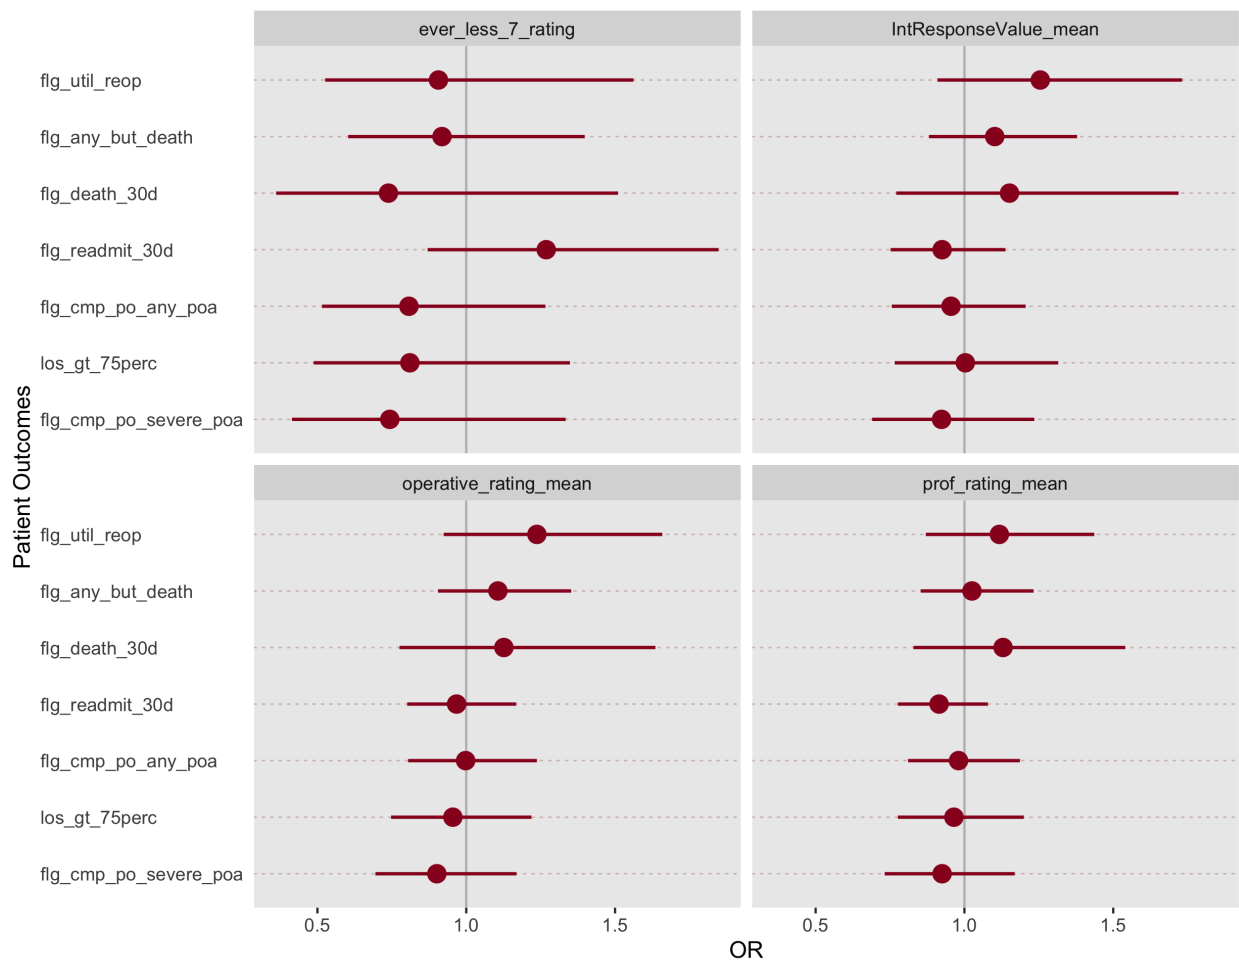 ever_less_7_rating
IntResponseValue_mean
flg_util_reop
flg_any_but_death
flg_death_30d
flg_readmit_30d
flg_cmp_po_any_poa
los_gt_75perc
flg_cmp_po_severe_poa
Patient Outcomes
operative_rating_mean
prof_rating_mean
flg_util_reop
flg_any_but_death
flg_death_30d
flg_readmit_30d
flg_cmp_po_any_poa
los_gt_75perc
flg_cmp_po_severe_poa
0.5 1.0 1.5
0.5 1.0 1.5
OR